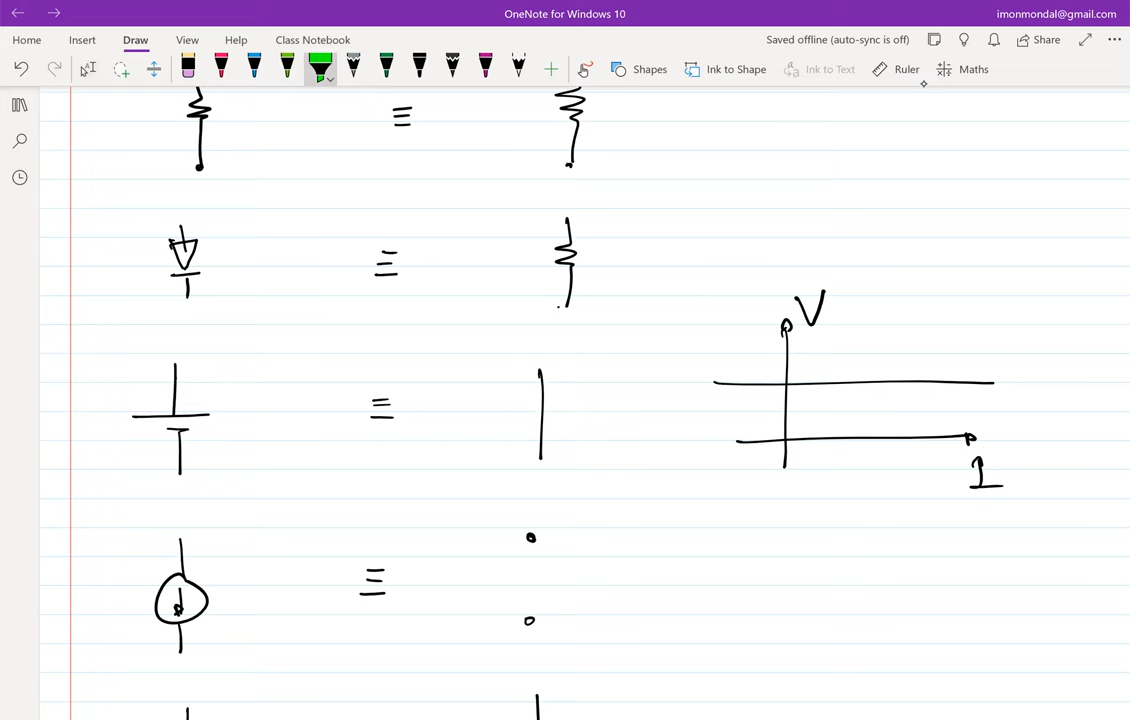 OneNote for Windows 10
imonmondal@gmail.com
Home Insert Draw View Help Class Notebook
Saved offline (auto-sync is off) Share
Shapes Ink to Shape Ink to Text Ruler Maths
≡
≡
V
≡
I
≡